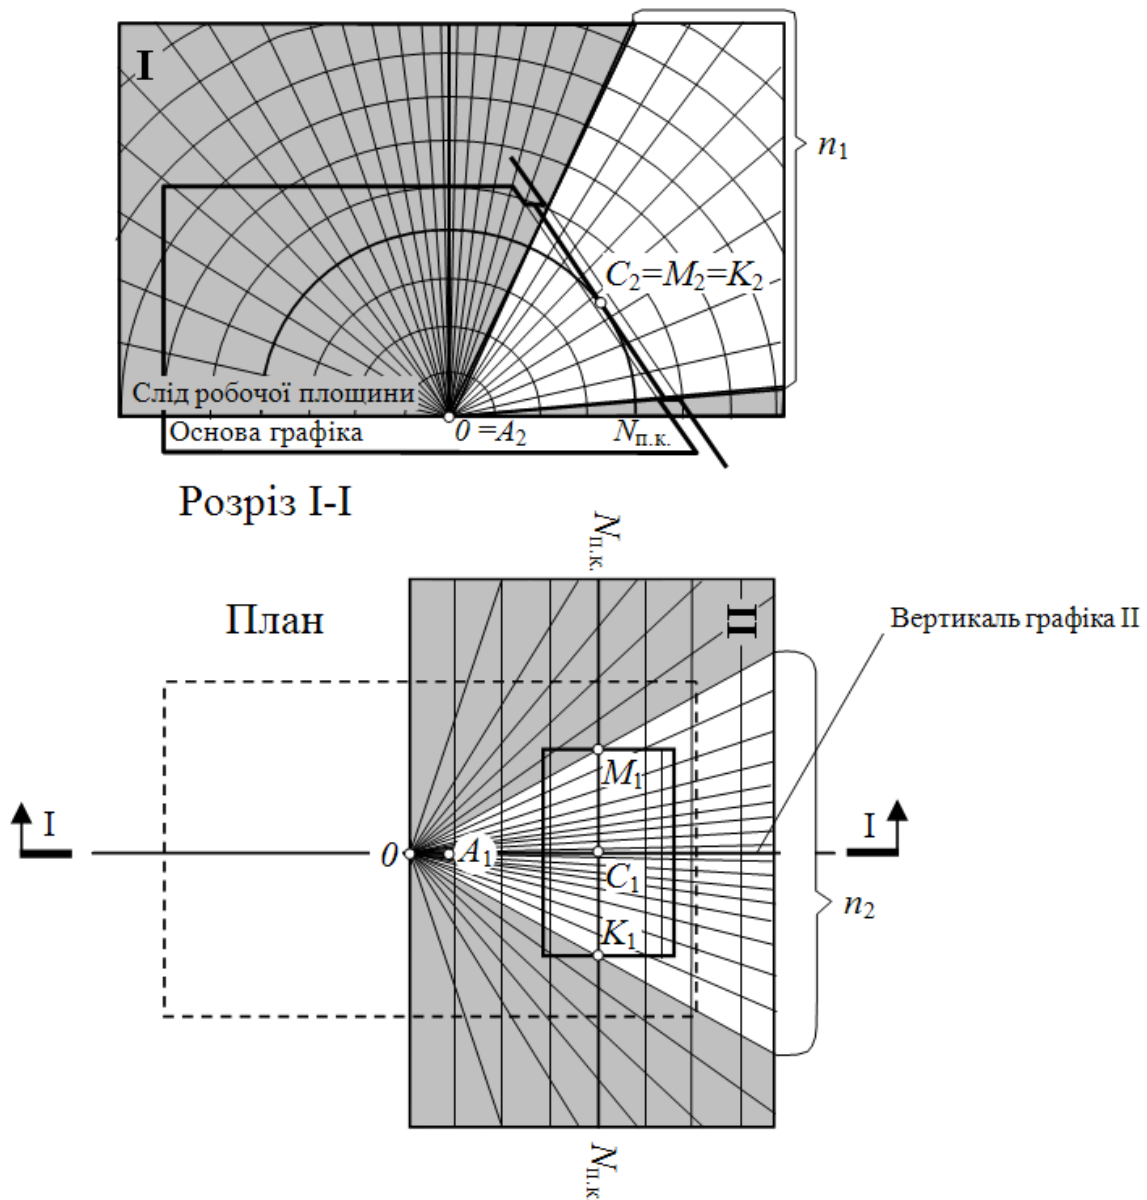 I
n₁
C₂=M₂=K₂
Слід робочої площини
Основа графіка
0 =A₂
Nп.к.
Розріз I-I
Nп.к.
План
II
Вертикаль графіка II
M₁
I
I
0
A₁
C₁
n₂
K₁
Nп.к